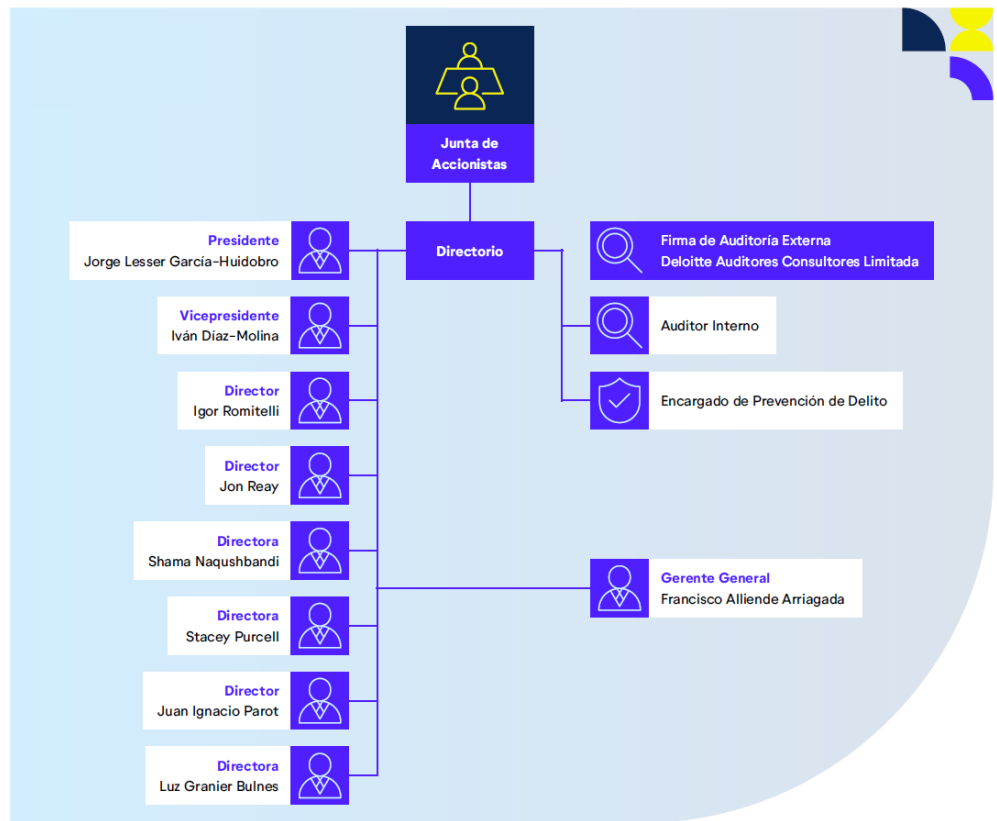 Junta de
Accionistas
Directorio
Presidente
Jorge Lesser García-Huidobro
Vicepresidente
Iván Díaz-Molina
Director
Igor Romitelli
Director
Jon Reay
Directora
Shama Naqushbandi
Directora
Stacey Purcell
Director
Juan Ignacio Parot
Directora
Luz Granier Bulnes
Firma de Auditoría Externa
Deloitte Auditores Consultores Limitada
Auditor Interno
Encargado de Prevención de Delito
Gerente General
Francisco Alliende Arriagada